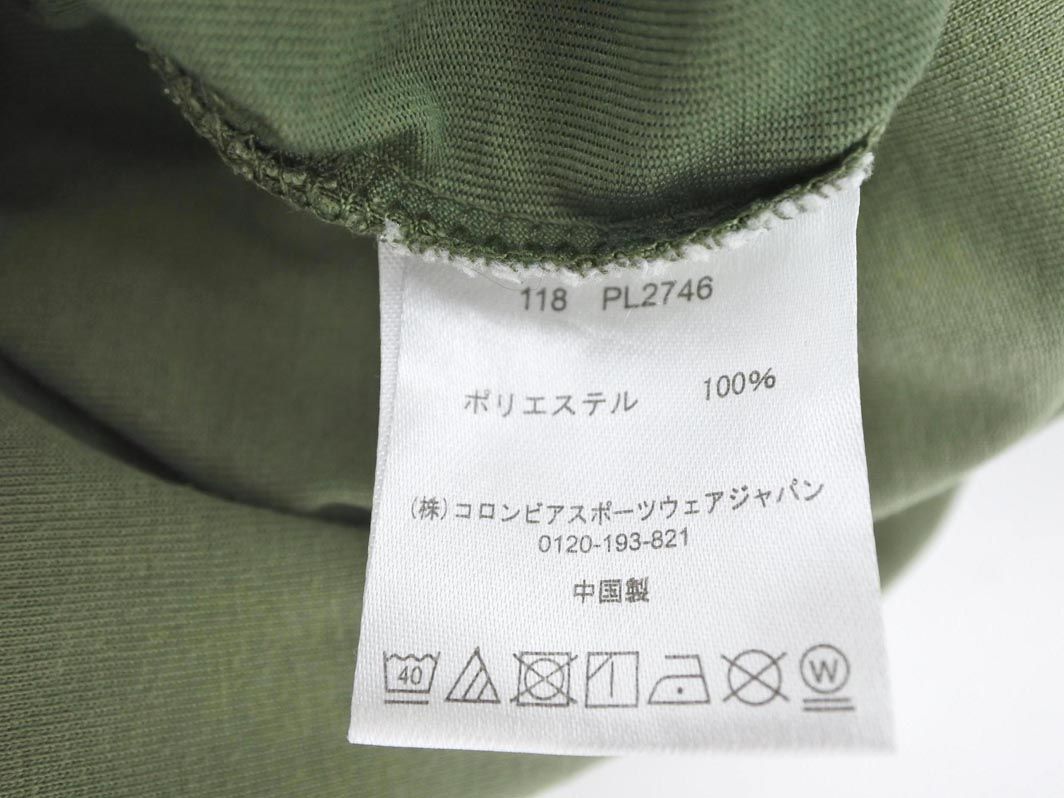 118 PL2746
ポリエステル 100%
(株)コロンビアスポーツウェアジャパン
0120-193-821
中国製
40 W